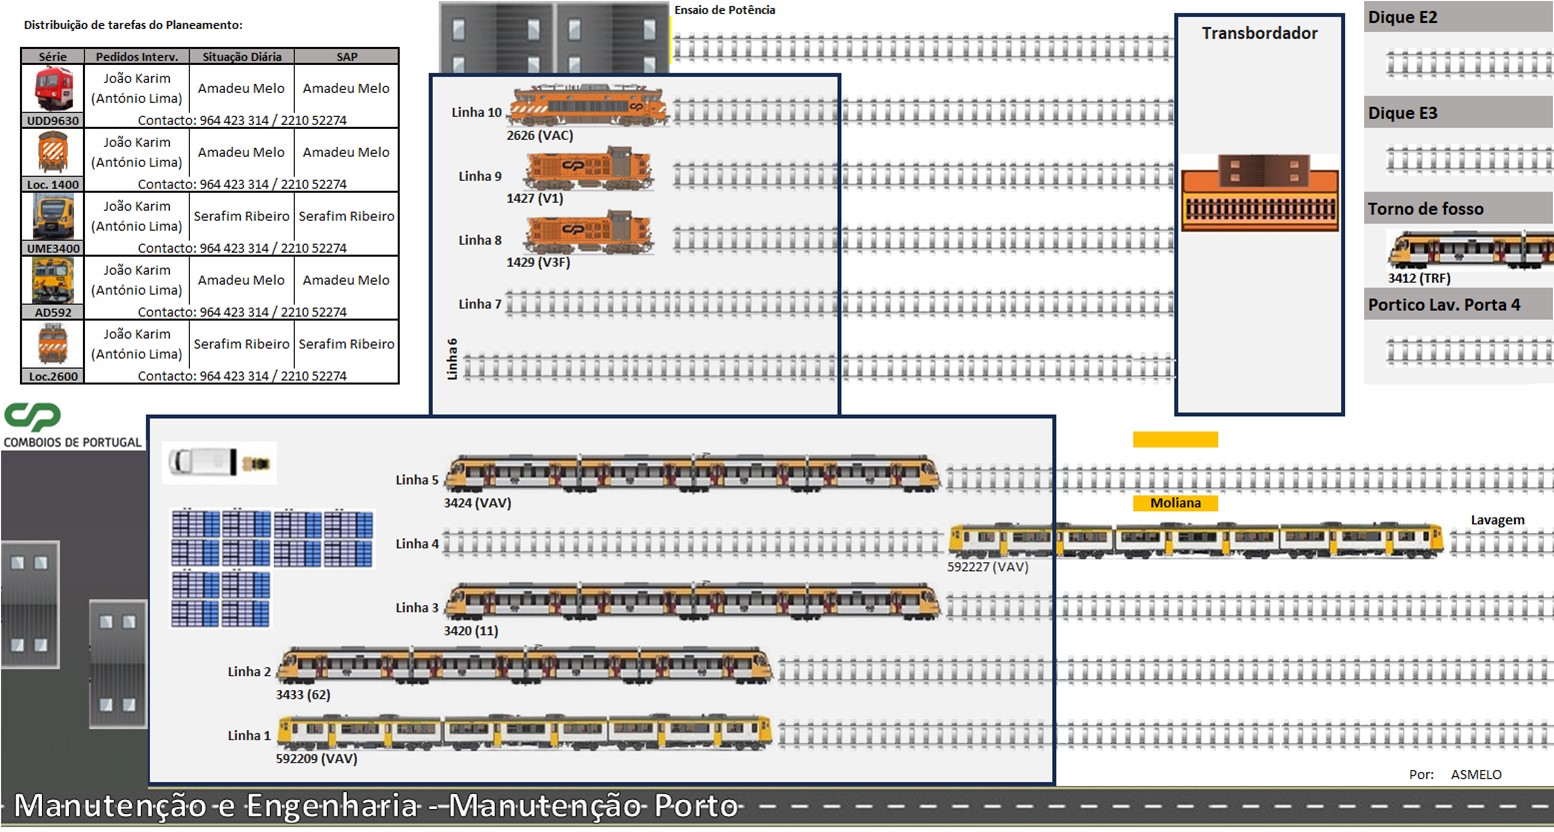 Distribuição de tarefas do Planeamento:
Série Pedidos Interv. Situação Diária SAP
João Karim
(António Lima) Amadeu Melo Amadeu Melo
UDD9630 Contacto: 964 423 314 / 2210 52274
João Karim
(António Lima) Amadeu Melo Amadeu Melo
Loc. 1400 Contacto: 964 423 314 / 2210 52274
João Karim
(António Lima) Serafim Ribeiro Serafim Ribeiro
UME3400 Contacto: 964 423 314 / 2210 52274
João Karim
(António Lima) Amadeu Melo Amadeu Melo
AD592 Contacto: 964 423 314 / 2210 52274
João Karim
(António Lima) Serafim Ribeiro Serafim Ribeiro
Loc.2600 Contacto: 964 423 314 / 2210 52274
Ensaio de Potência
Linha 10
2626 (VAC)
Linha 9
1427 (V1)
Linha 8
1429 (V3F)
Linha 7
Linha 6
Transbordador
Dique E2
Dique E3
Torno de fosso
3412 (TRF)
Portico Lav. Porta 4
CP
COMBOIOS DE PORTUGAL
Linha 5
3424 (VAV)
Moliana
Lavagem
Linha 4
592227 (VAV)
Linha 3
3420 (11)
Linha 2
3433 (62)
Linha 1
592209 (VAV)
Por: ASMELO
Manutenção e Engenharia - Manutenção Porto